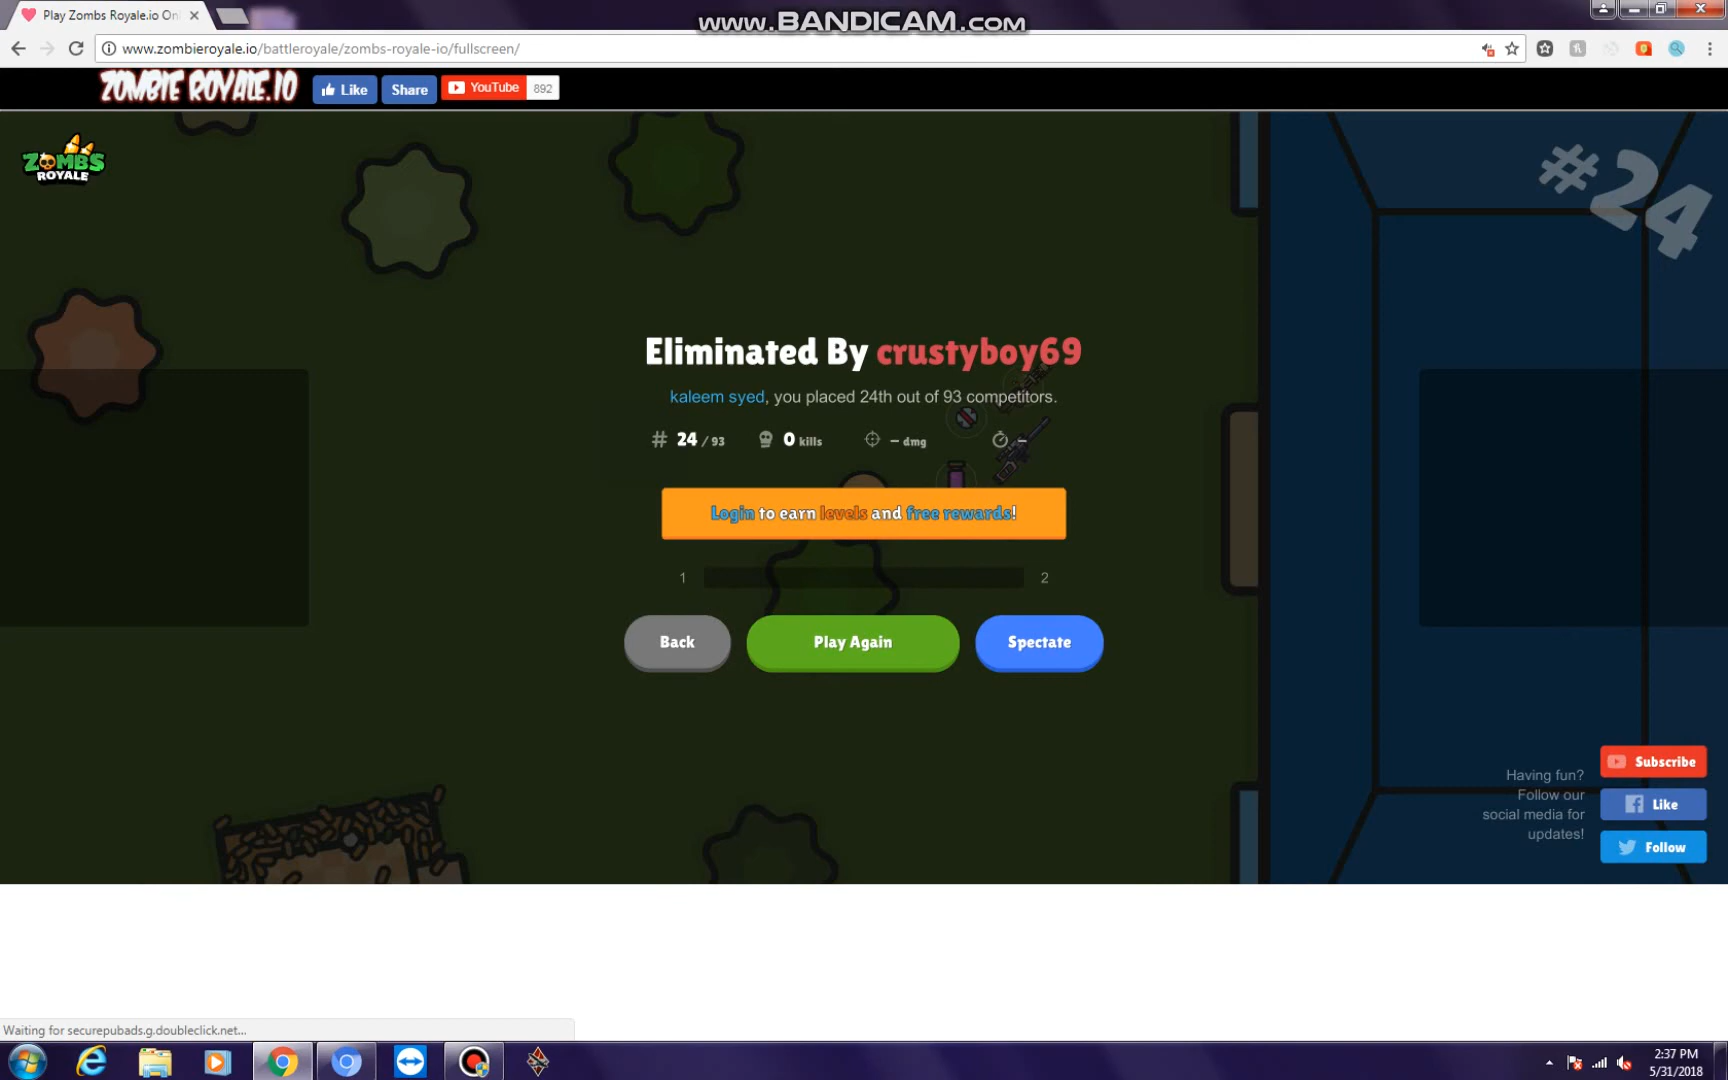 Play Zombs Royale.io Onl
www.BANDICAM.com
www.zombieroyale.io/battleroyale/zombs-royale-io/fullscreen/
ZOMBIE ROYALE.IO
Like
Share
YouTube
892
ZOMBS
ROYALE
#24
Eliminated By crustyboy69
kaleem syed, you placed 24th out of 93 competitors.
# 24 / 93
0 kills
– dmg
–
Login to earn levels and free rewards!
1
2
Back
Play Again
Spectate
Having fun?
Follow our
social media for
updates!
Subscribe
Like
Follow
Waiting for securepubads.g.doubleclick.net...
2:37 PM
5/31/2018